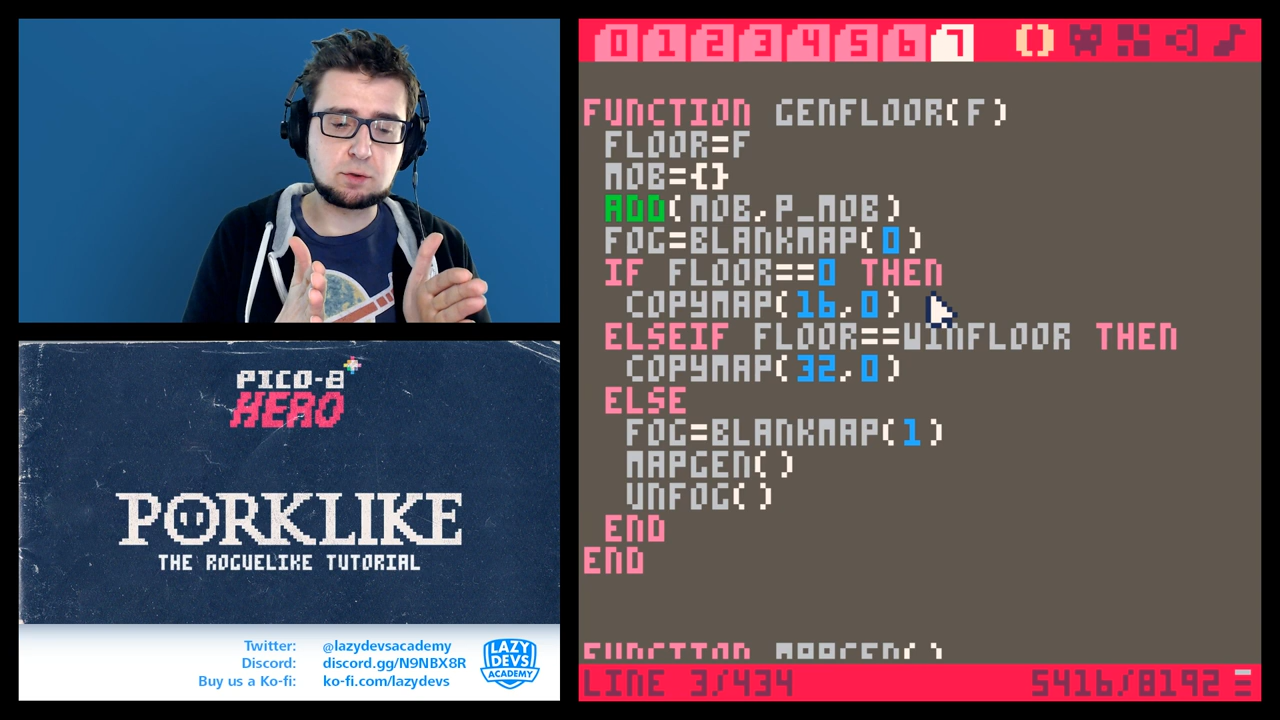 PICO-8
HERO
PORKLIKE
THE ROGUELIKE TUTORIAL
Twitter: @lazydevsacademy
Discord: discord.gg/N9NBX8R
Buy us a Ko-fi: ko-fi.com/lazydevs
LAZY
DEVS
ACADEMY
0 1 2 3 4 5 6 7 ()
FUNCTION GENFLOOR(F)
FLOOR=F
MOB={}
ADD(MOB,P_MOB)
FOG=BLANKMAP(0)
IF FLOOR==0 THEN
COPYMAP(16,0)
ELSEIF FLOOR==WINFLOOR THEN
COPYMAP(32,0)
ELSE
FOG=BLANKMAP(1)
MAPGEN()
UNFOG()
END
END
FUNCTION MAPGEN()
LINE 3/434 5416/8192